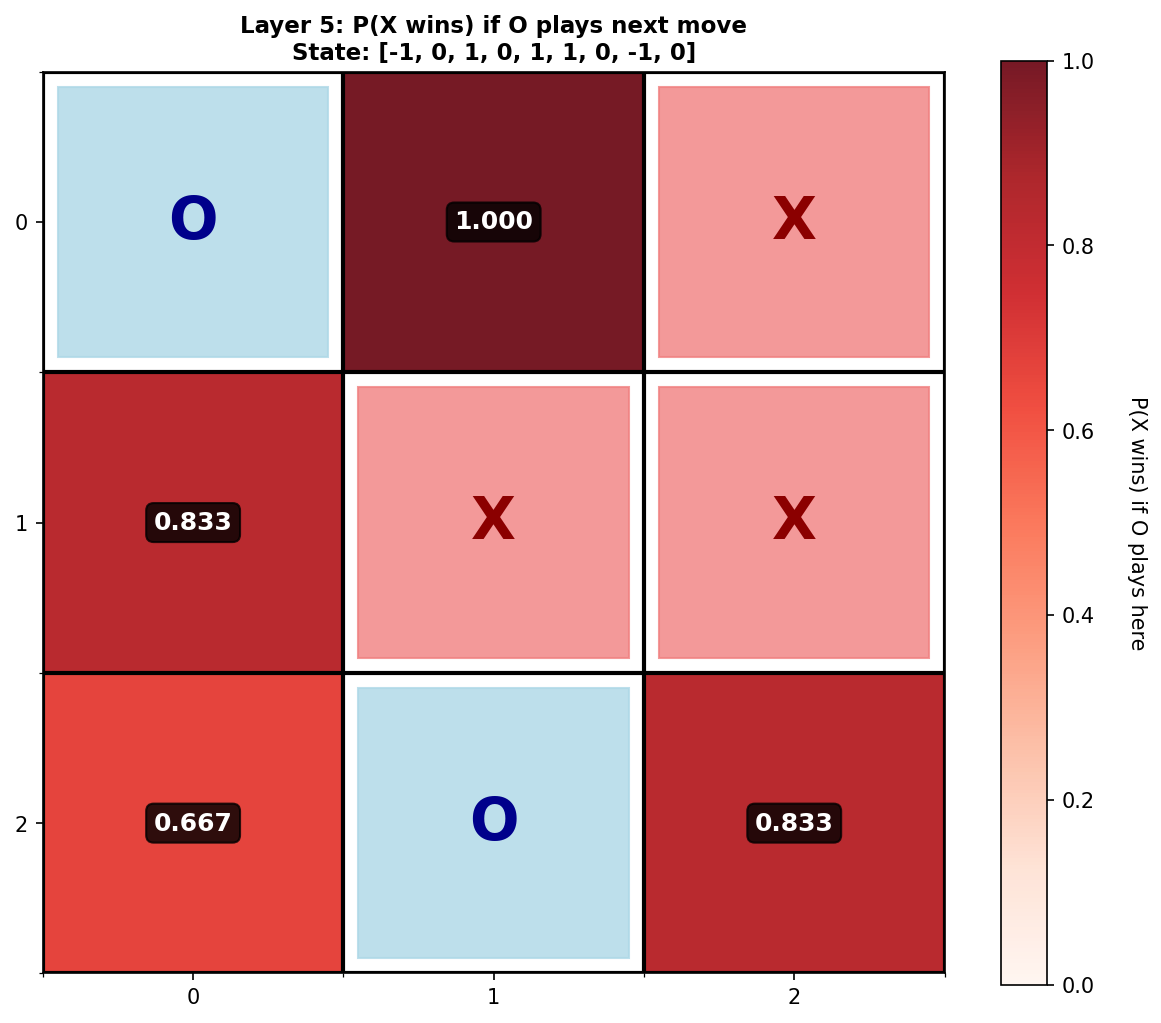 Layer 5: P(X wins) if O plays next move
State: [-1, 0, 1, 0, 1, 1, 0, -1, 0]
0
O
1.000
X
1
0.833
X
X
2
0.667
O
0.833
0
1
2
1.0
0.8
0.6
0.4
0.2
0.0
P(X wins) if O plays here